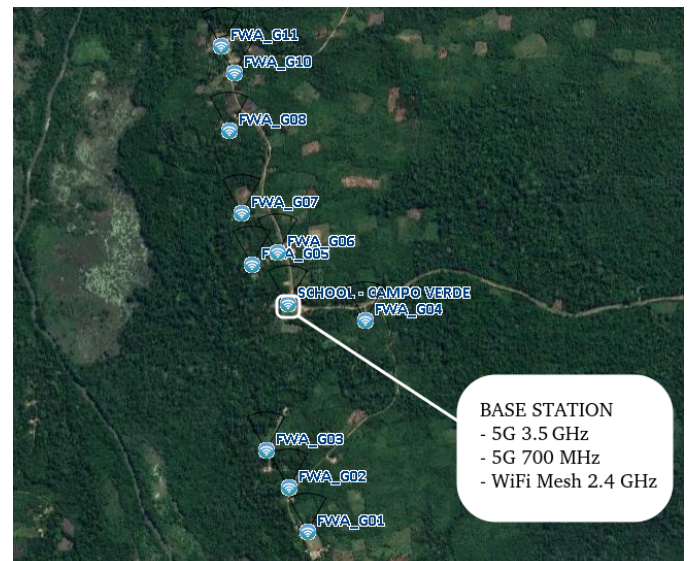 FWA_G11
FWA_G10
FWA_G08
FWA_G07
FWA_G06
FWA_G05
SCHOOL - CAMPO VERDE
FWA_G04
BASE STATION
- 5G 3.5 GHz
- 5G 700 MHz
- WiFi Mesh 2.4 GHz
FWA_G03
FWA_G02
FWA_G01